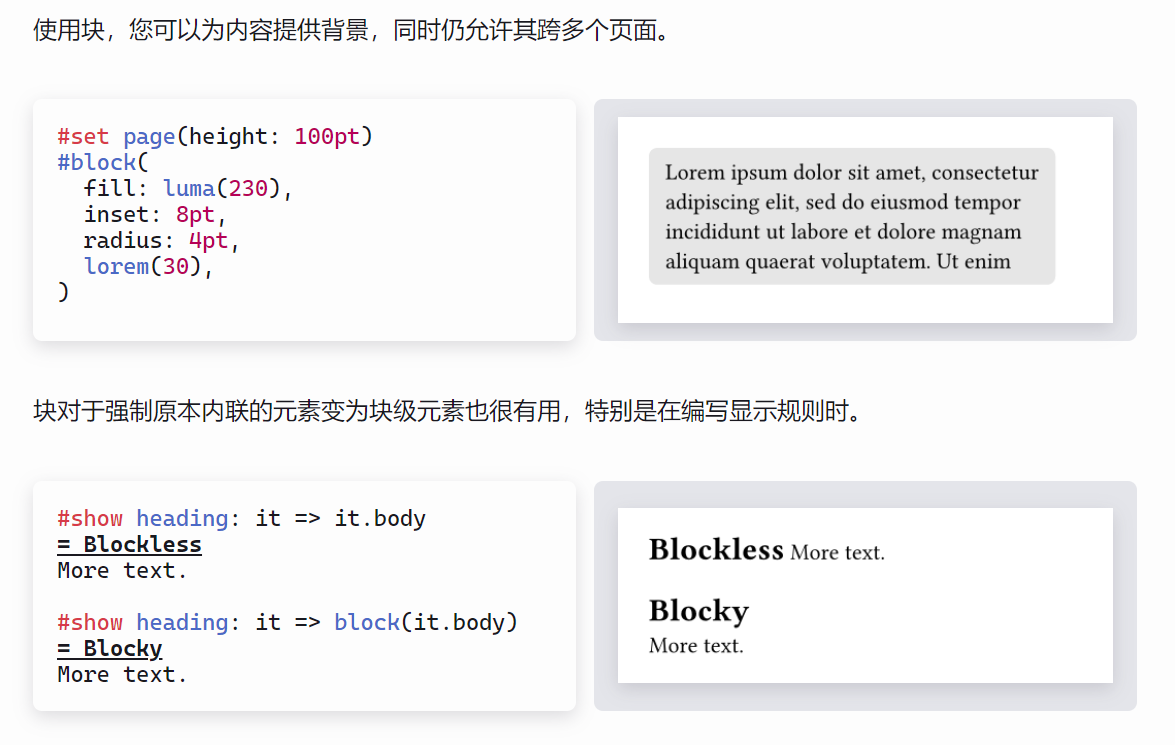 使用块，您可以为内容提供背景，同时仍允许其跨多个页面。
#set page(height: 100pt)
#block(
  fill: luma(230),
  inset: 8pt,
  radius: 4pt,
  lorem(30),
)
Lorem ipsum dolor sit amet, consectetur
adipiscing elit, sed do eiusmod tempor
incididunt ut labore et dolore magnam
aliquam quaerat voluptatem. Ut enim
块对于强制原本内联的元素变为块级元素也很有用，特别是在编写显示规则时。
#show heading: it => it.body
= Blockless
More text.
#show heading: it => block(it.body)
= Blocky
More text.
Blockless More text.
Blocky
More text.